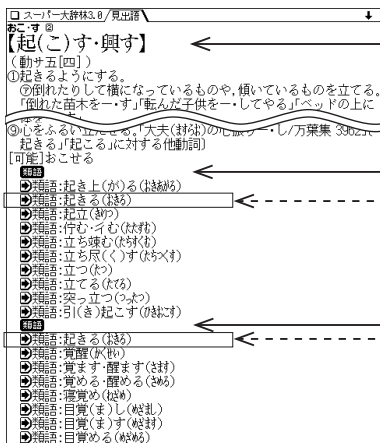 スーパー大辞林3.0/見出語
おこ·す ②
【起(こ)す·興す】
(動サ五[四])
①起きるようにする。
㋐倒れたりして横になっているものや,傾いているものを立てる。
「倒れた苗木を―·す」「転んだ子供を―·してやる」「ベッドの上に
⑨心をふるい立たせる。「大夫(ますらを)の心振り―·し/万葉集
起きる」「起こる」に対する他動詞〕
[可能]おこせる
類語
類語:起き上(が)る(おきあがる)
類語:起きる(おきる)
類語:起立(きりつ)
類語:佇む·彳む(たたずむ)
類語:立ち竦む(たちすくむ)
類語:立ち尽(く)す(たちつくす)
類語:立つ(たつ)
類語:立てる(たてる)
類語:突っ立つ(つったつ)
類語:引(き)起こす(ひきおこす)
類語
類語:起きる(おきる)
類語:覚醒(かくせい)
類語:覚ます·醒ます(さます)
類語:覚める·醒める(さめる)
類語:寝覚め(ねざめ)
類語:目覚(ま)し(めざまし)
類語:目覚(ま)す(めざます)
類語:目覚める(めざめる)